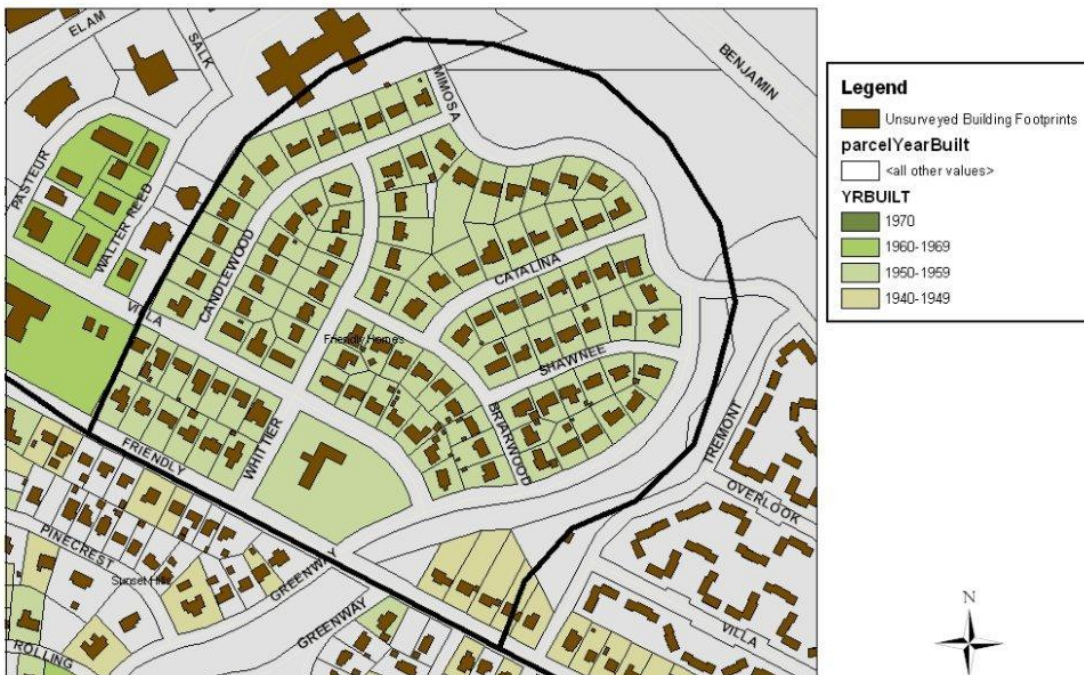 ELAM
SALK
BENJAMIN
MIMOSA
PASTEUR
WALTER REED
CANDLEWOOD
CATALINA
VILLA
Friendly Homes
SHAWNEE
BRIARWOOD
TREMONT
FRIENDLY
WHITTIER
OVERLOOK
PINECREST
GREENWAY
GREENWAY
VILLA
ROLLING
Legend
Unsurveyed Building Footprints
parcelYearBuilt
<all other values>
YRBUILT
1970
1960-1969
1950-1959
1940-1949
N